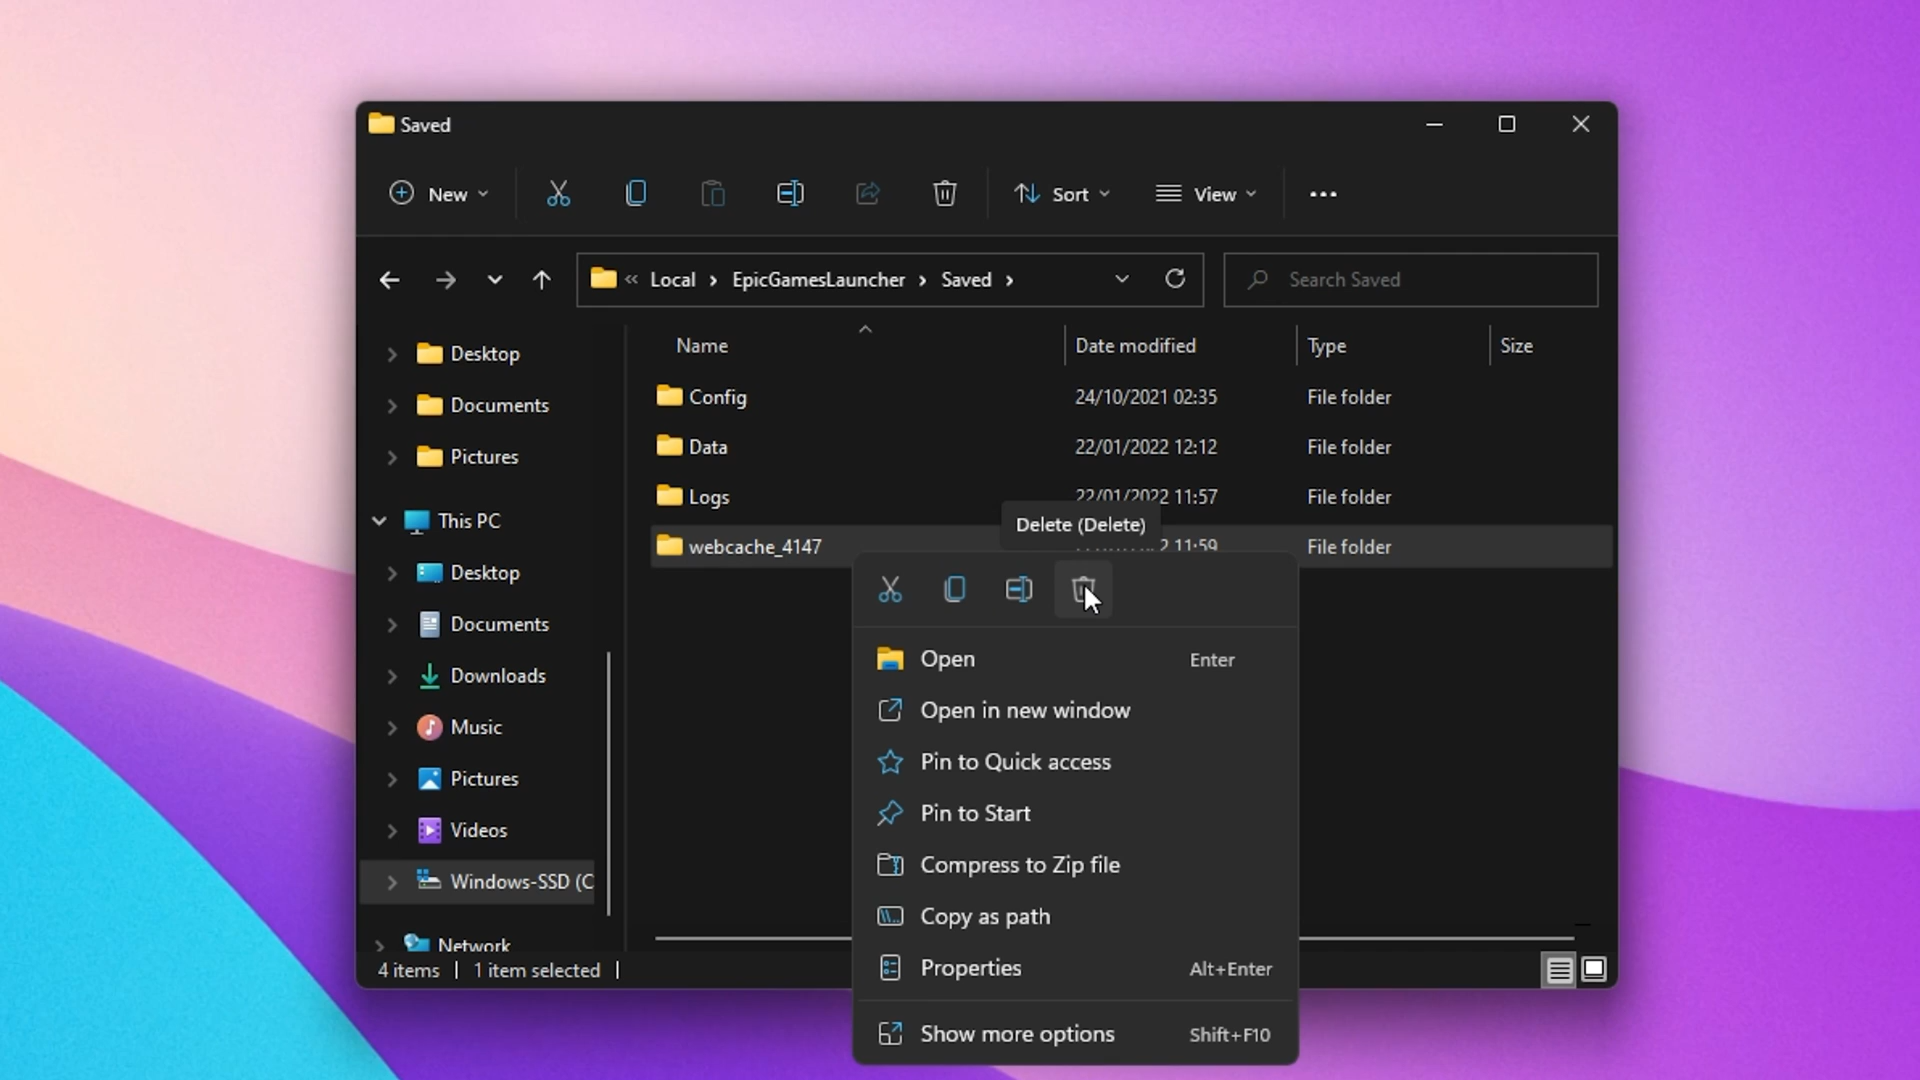 Saved
New
Sort
View
« Local > EpicGamesLauncher > Saved >
Search Saved
Desktop
Documents
Pictures
This PC
Desktop
Documents
Downloads
Music
Pictures
Videos
Windows-SSD (C
Network
Name Date modified Type Size
Config 24/10/2021 02:35 File folder
Data 22/01/2022 12:12 File folder
Logs 22/01/2022 11:57 File folder
webcache_4147 11:59 File folder
Delete (Delete)
Open Enter
Open in new window
Pin to Quick access
Pin to Start
Compress to Zip file
Copy as path
Properties Alt+Enter
Show more options Shift+F10
4 items | 1 item selected |